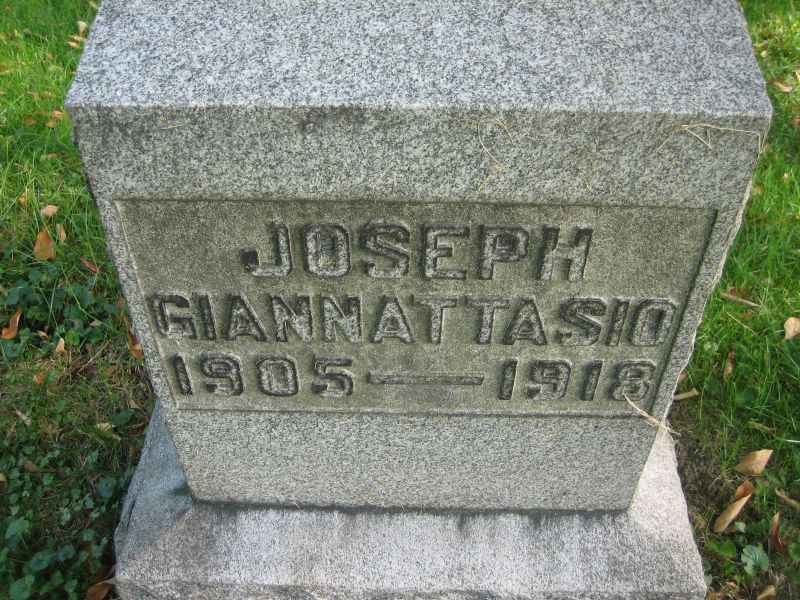 JOSEPH
GIANNATTASIO
1905 — 1918